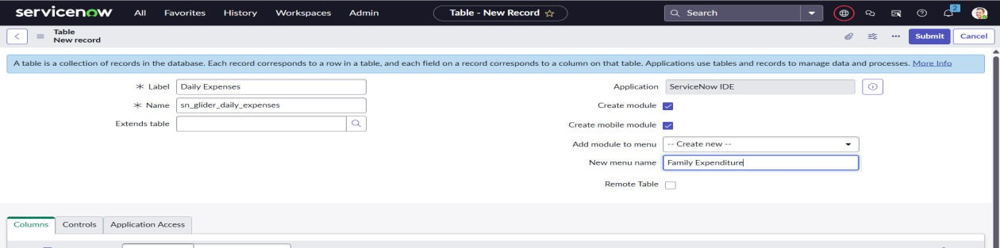 servicenow All Favorites History Workspaces Admin Table - New Record Search 2
Table
New record Submit Cancel
A table is a collection of records in the database. Each record corresponds to a row in a table, and each field on a record corresponds to a column on that table. Applications use tables and records to manage data and processes. More Info
Label Daily Expenses
Name sn_glider_daily_expenses
Extends table
Application ServiceNow IDE
Create module
Create mobile module
Add module to menu -- Create new --
New menu name Family Expenditure
Remote Table
Columns Controls Application Access